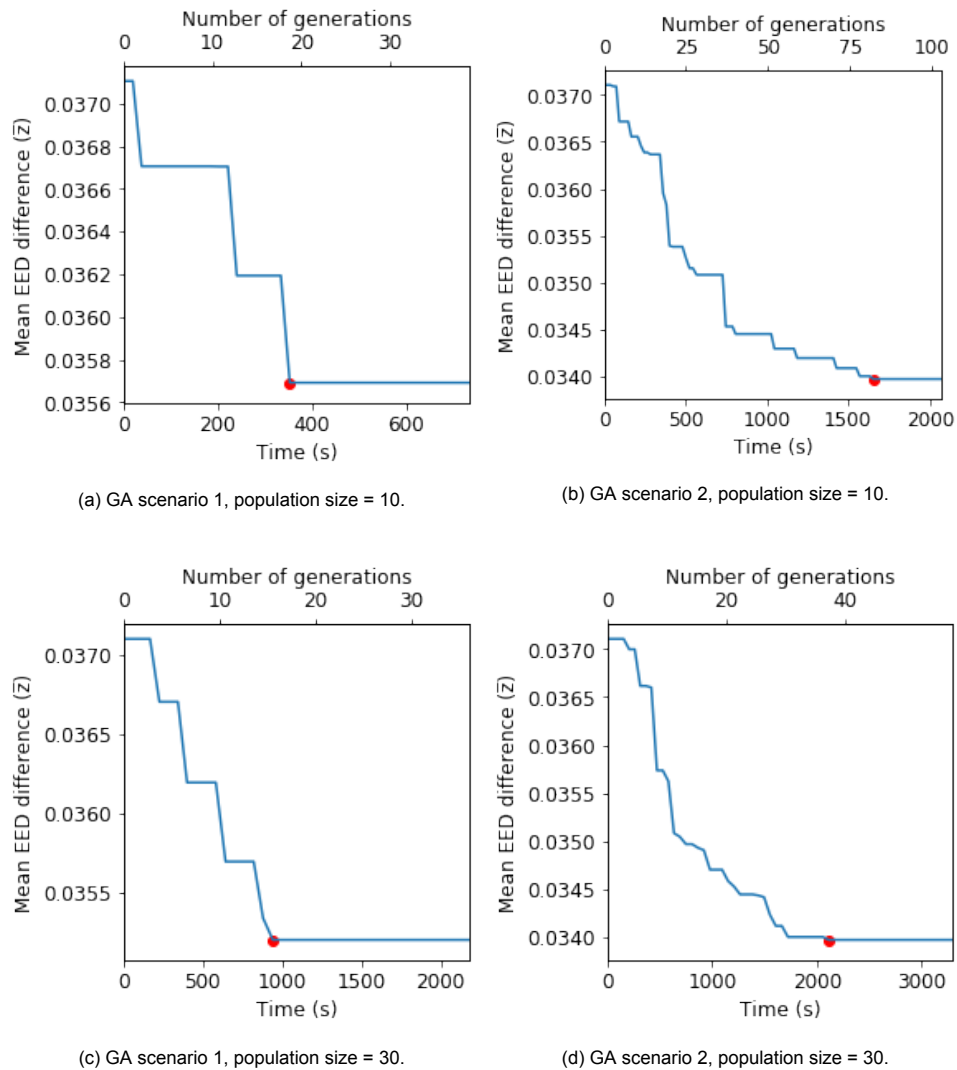 Number of generations
0 10 20 30
0.0370
0.0368
0.0366
0.0364
0.0362
0.0360
0.0358
0.0356
Mean EED difference (z̅)
0 200 400 600
Time (s)
(a) GA scenario 1, population size = 10.
Number of generations
0 25 50 75 100
0.0370
0.0365
0.0360
0.0355
0.0350
0.0345
0.0340
Mean EED difference (z̅)
0 500 1000 1500 2000
Time (s)
(b) GA scenario 2, population size = 10.
Number of generations
0 10 20 30
0.0370
0.0365
0.0360
0.0355
Mean EED difference (z̅)
0 500 1000 1500 2000
Time (s)
(c) GA scenario 1, population size = 30.
Number of generations
0 20 40
0.0370
0.0365
0.0360
0.0355
0.0350
0.0345
0.0340
Mean EED difference (z̅)
0 1000 2000 3000
Time (s)
(d) GA scenario 2, population size = 30.